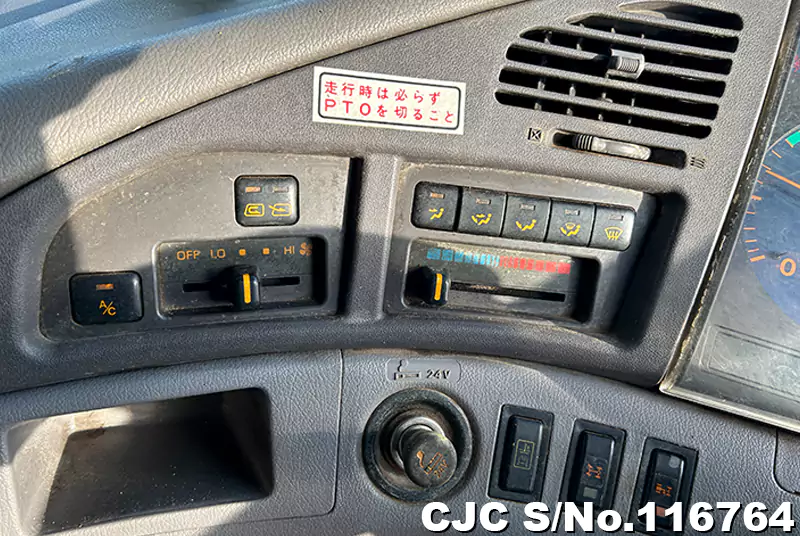 走行時は必らず
PTOを切ること
OFF LO HI
A/C
24V
CJC S/No.116764